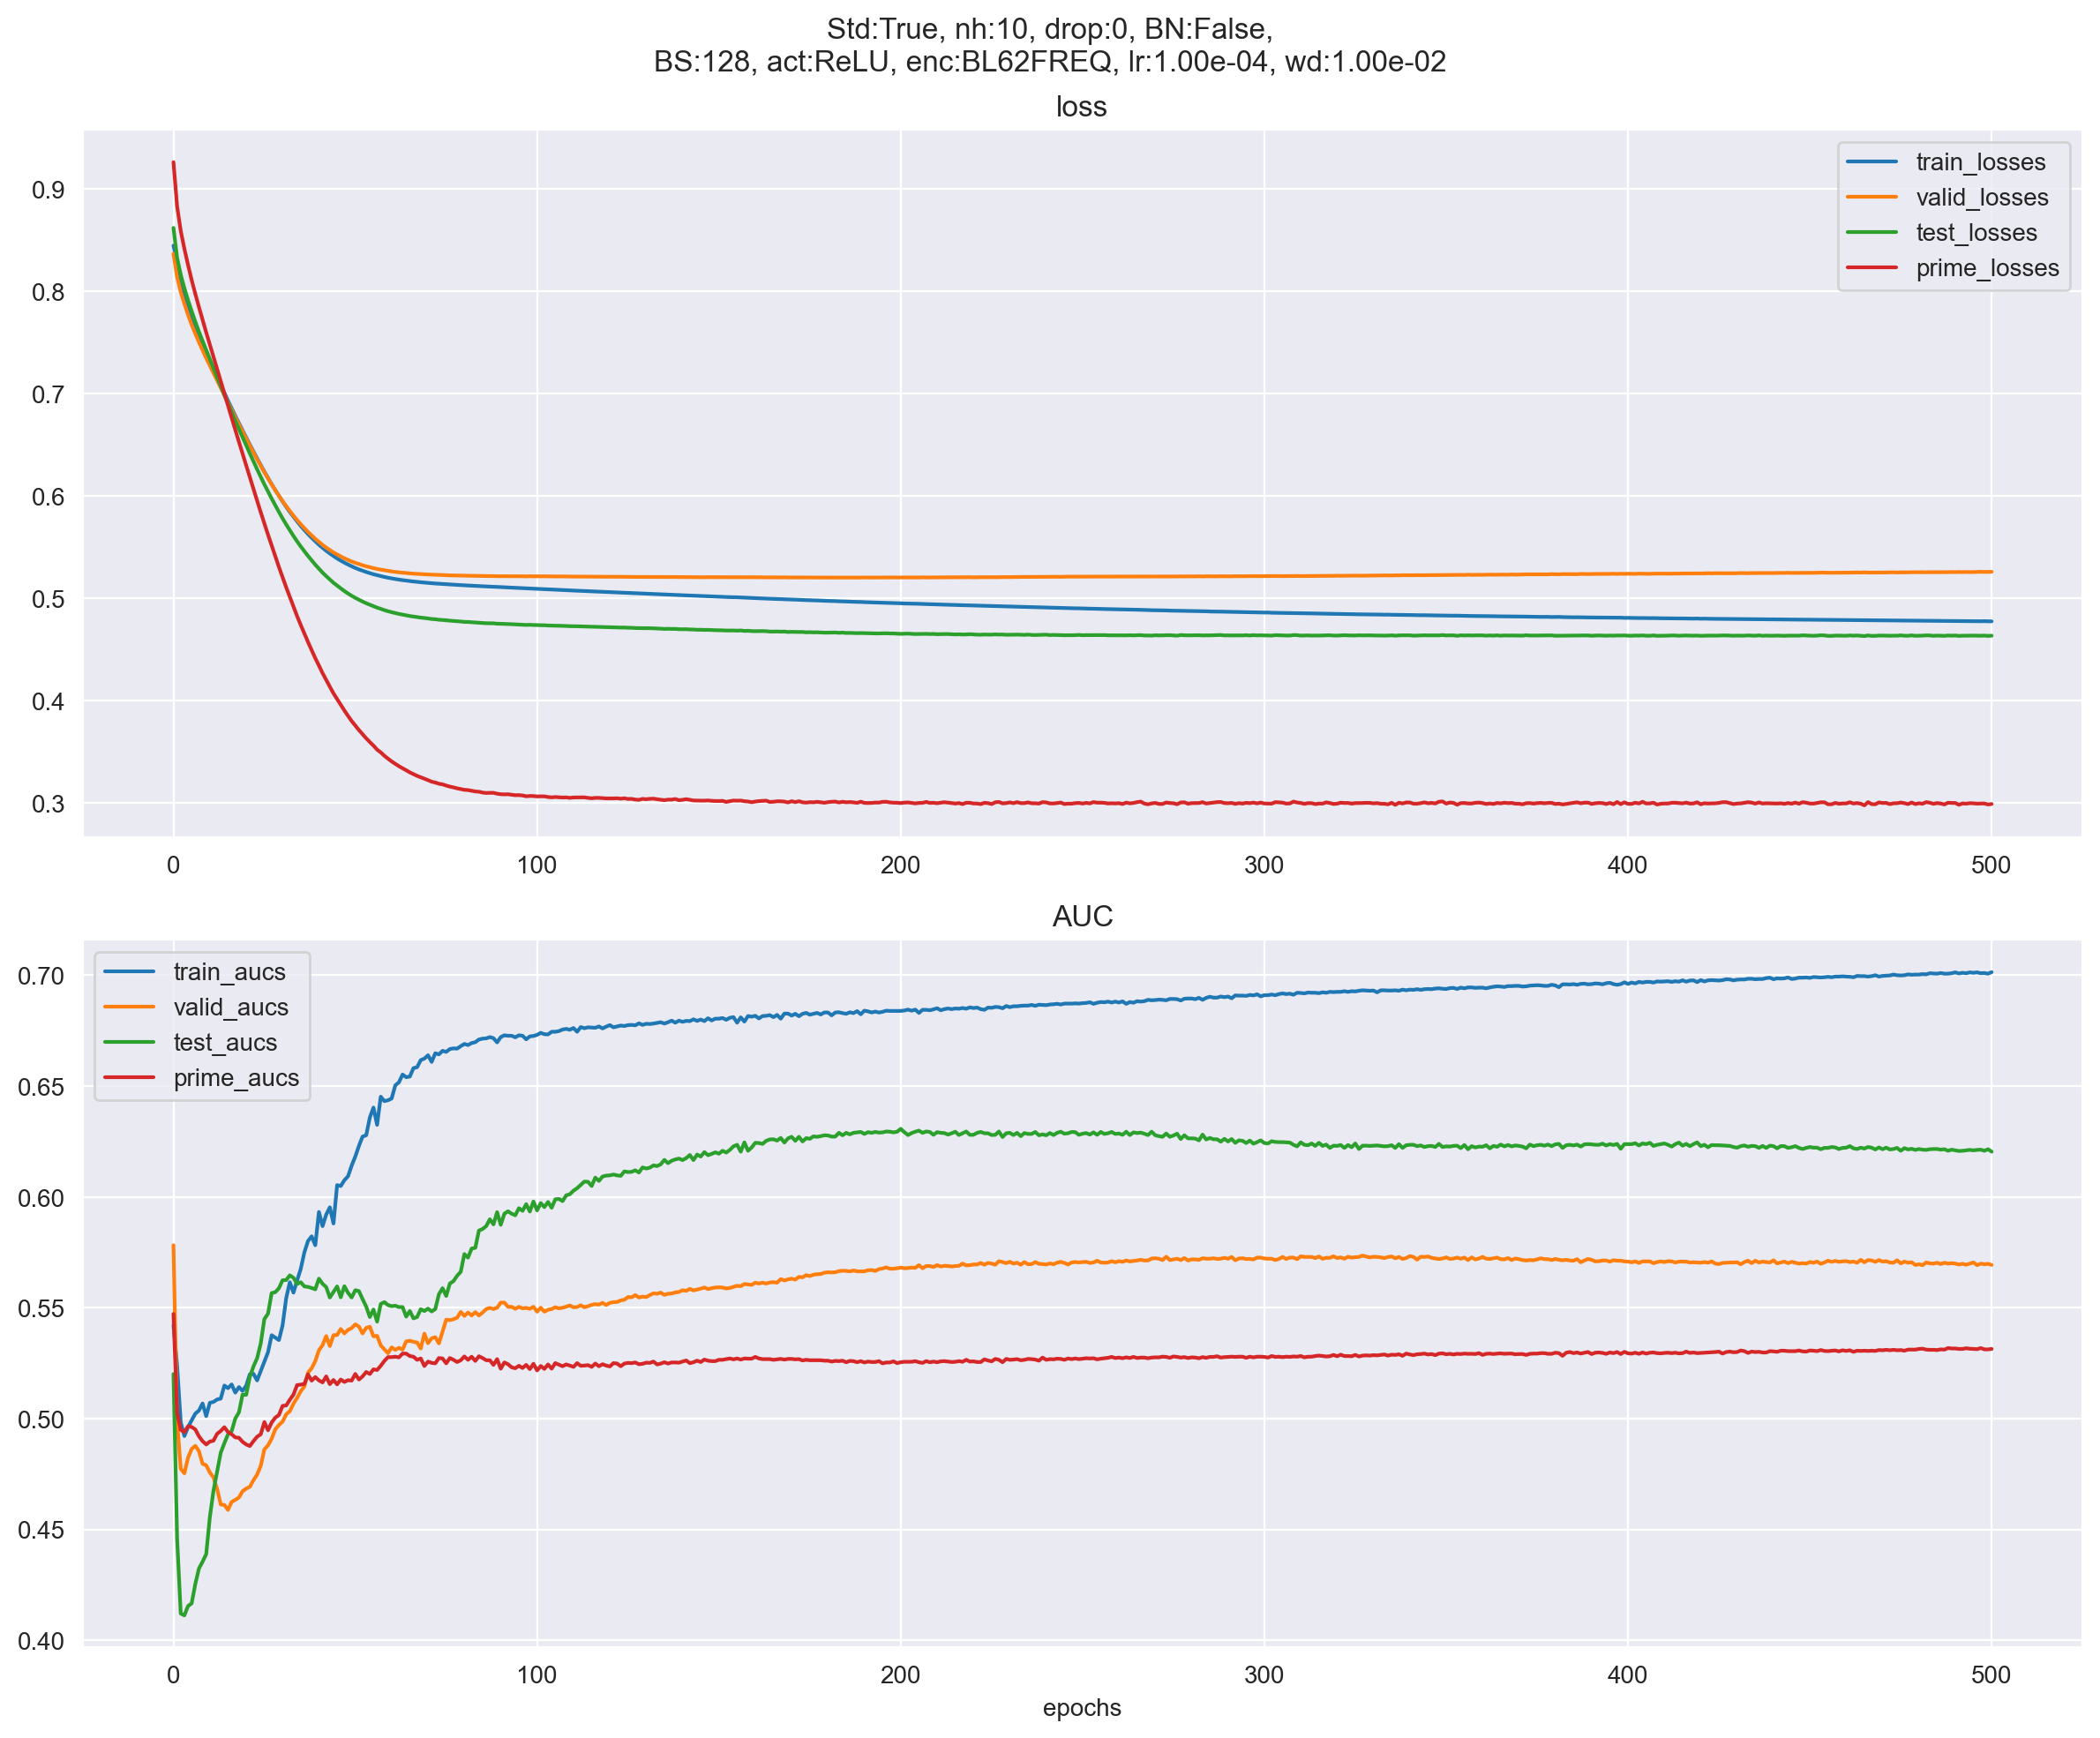 Std:True, nh:10, drop:0, BN:False,
BS:128, act:ReLU, enc:BL62FREQ, lr:1.00e-04, wd:1.00e-02
loss
train_losses
valid_losses
test_losses
prime_losses
0.9
0.8
0.7
0.6
0.5
0.4
0.3
0 100 200 300 400 500
AUC
train_aucs
valid_aucs
test_aucs
prime_aucs
0.70
0.65
0.60
0.55
0.50
0.45
0.40
0 100 200 300 400 500
epochs